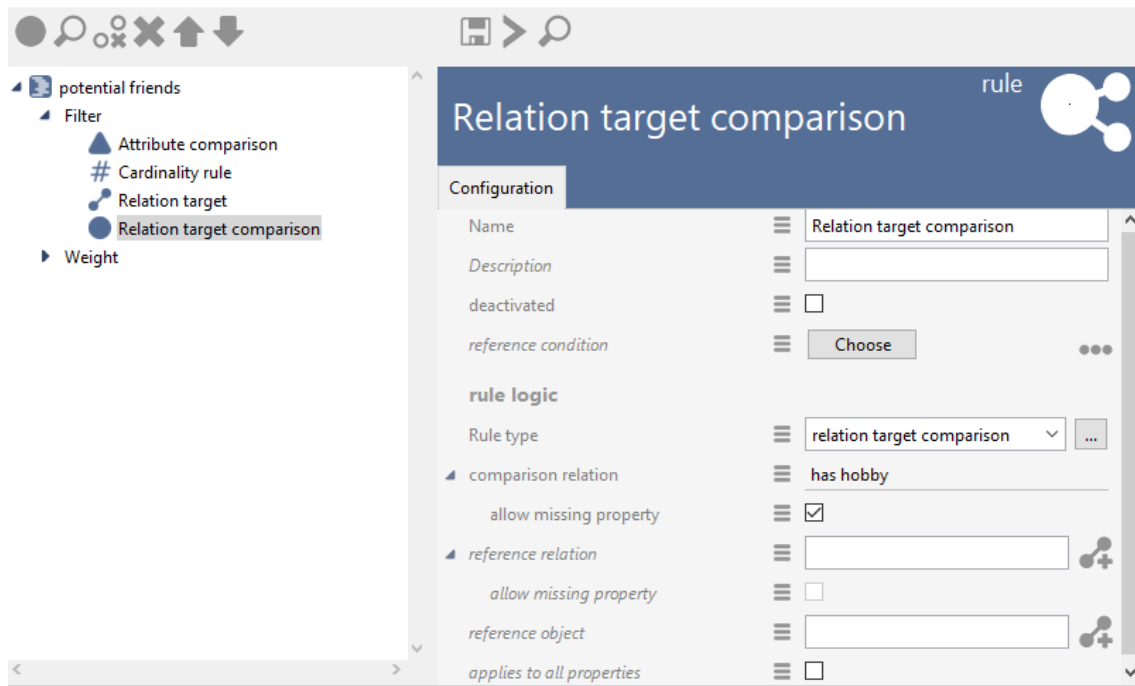 potential friends
Filter
Attribute comparison
# Cardinality rule
Relation target
Relation target comparison
Weight
rule
Relation target comparison
Configuration
Name Relation target comparison
Description
deactivated
reference condition Choose
rule logic
Rule type relation target comparison ...
comparison relation has hobby
allow missing property
reference relation
allow missing property
reference object
applies to all properties